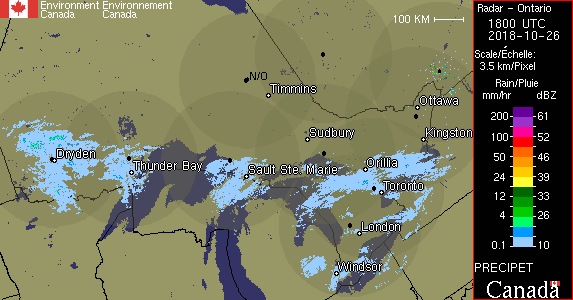 Environment Environnement
Canada Canada
100 KM
N/O
Timmins
Ottawa
Sudbury
Kingston
Dryden
Thunder Bay
Sault Ste. Marie
Orillia
Toronto
London
Windsor
Radar - Ontario
1800 UTC
2018-10-26
Scale/Échelle:
3.5 km/Pixel
Rain/Pluie
mm/hr dBZ
200 61
100 52
50 46
24 39
12 33
4 26
0.1 10
PRECIPET
Canada